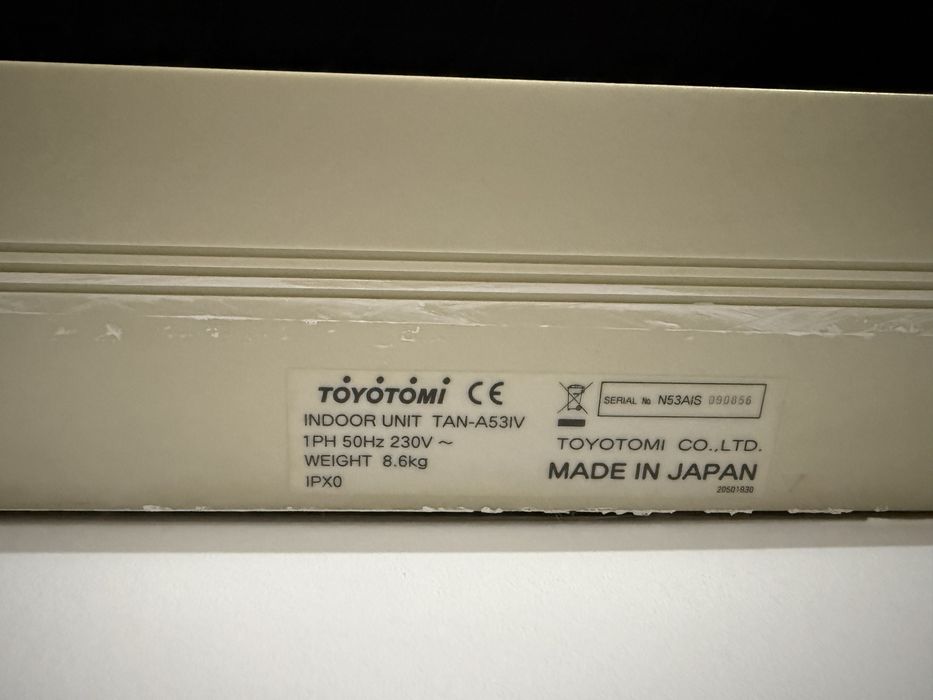 TOYOTOMI CE
INDOOR UNIT TAN-A53IV
1PH 50Hz 230V ~
WEIGHT 8.6kg
IPX0
SERIAL No N53AIS 090856
TOYOTOMI CO.,LTD.
MADE IN JAPAN
20501930